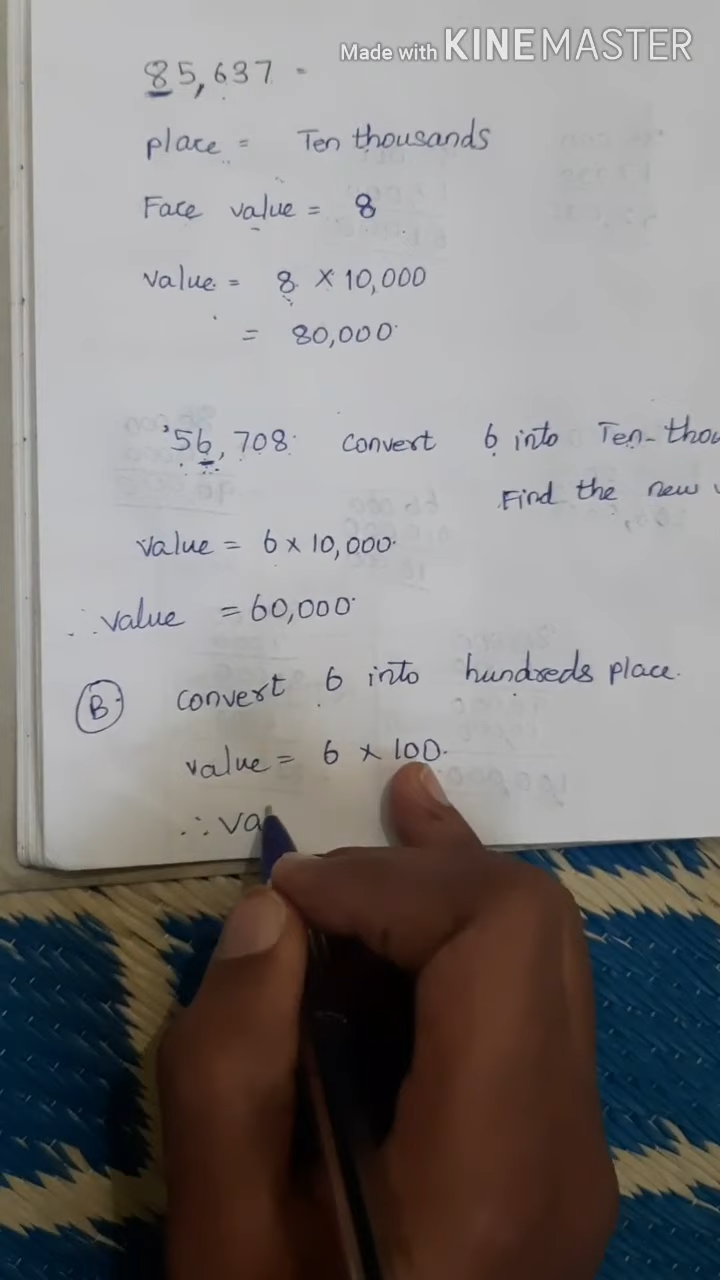 Made with KINEMASTER
85,637 -
place = Ten thousands
Face value = 8
value = 8 × 10,000
= 80,000
56,708 convert 6 into Ten-thou
Find the new
value = 6 × 10,000
∴ value = 60,000
B. convert 6 into hundreds place.
value = 6 × 100
∴ va